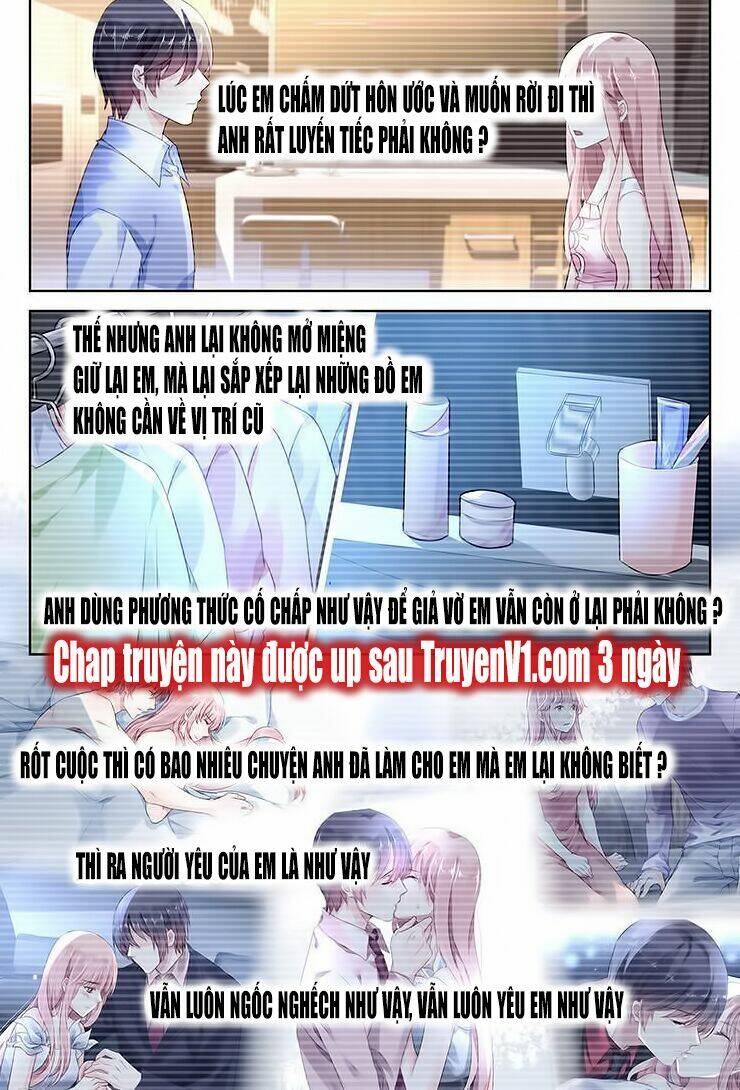 LÚC EM CHẤM DỨT HÔN ƯỚC VÀ MUỐN RỜI ĐI THÌ
ANH RẤT LUYẾN TIẾC PHẢI KHÔNG ?
THẾ NHƯNG ANH LẠI KHÔNG MỞ MIỆNG
GIỮ LẠI EM, MÀ LẠI SẮP XẾP LẠI NHỮNG ĐỒ EM
KHÔNG CẦN VỀ VỊ TRÍ CŨ
ANH DÙNG PHƯƠNG THỨC CỐ CHẤP NHƯ VẬY ĐỂ GIẢ VỜ EM VẪN CÒN Ở LẠI PHẢI KHÔNG ?
Chap truyện này được up sau TruyenV1.com 3 ngày
RỐT CUỘC THÌ CÓ BAO NHIÊU CHUYỆN ANH ĐÃ LÀM CHO EM MÀ EM LẠI KHÔNG BIẾT ?
THÌ RA NGƯỜI YÊU CỦA EM LÀ NHƯ VẬY
VẪN LUÔN NGỐC NGHẾCH NHƯ VẬY, VẪN LUÔN YÊU EM NHƯ VẬY